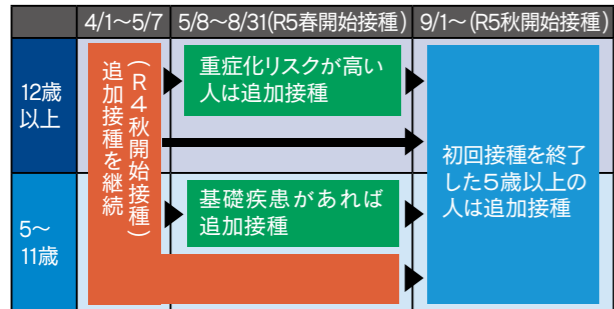 4/1～5/7
5/8～8/31(R5春開始接種)
9/1～(R5秋開始接種)
12歳
以上
(R4秋開始接種)
追加接種を継続
重症化リスクが高い
人は追加接種
初回接種を終了
した5歳以上の
人は追加接種
5～
11歳
基礎疾患があれば
追加接種